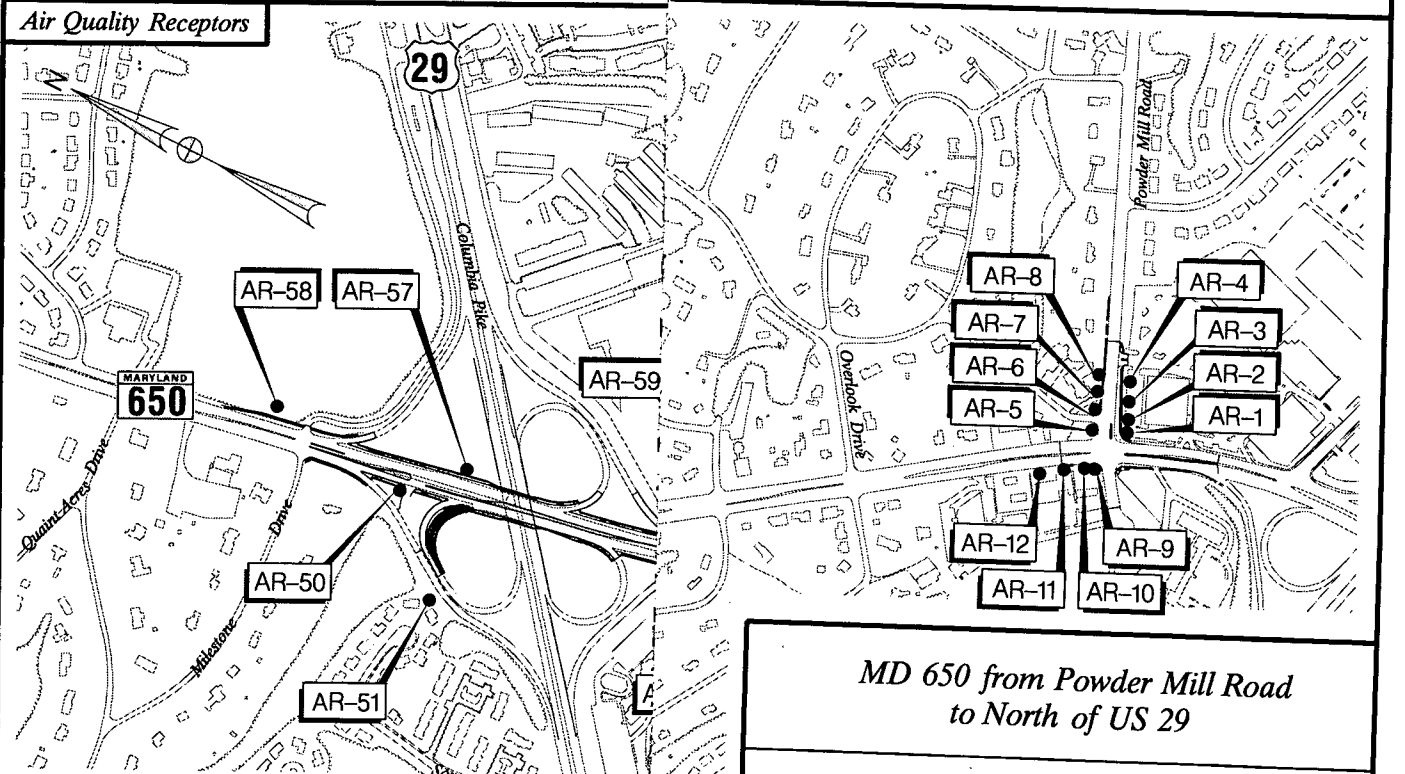 Air Quality Receptors
29
N
Columbia Pike
AR–58
AR–57
AR–59
MARYLAND
650
Quaint Acres Drive
Milestone Drive
AR–50
AR–51
Powder Mill Road
Overlook Drive
AR–8
AR–7
AR–6
AR–5
AR–4
AR–3
AR–2
AR–1
AR–12
AR–11
AR–9
AR–10
MD 650 from Powder Mill Road
to North of US 29